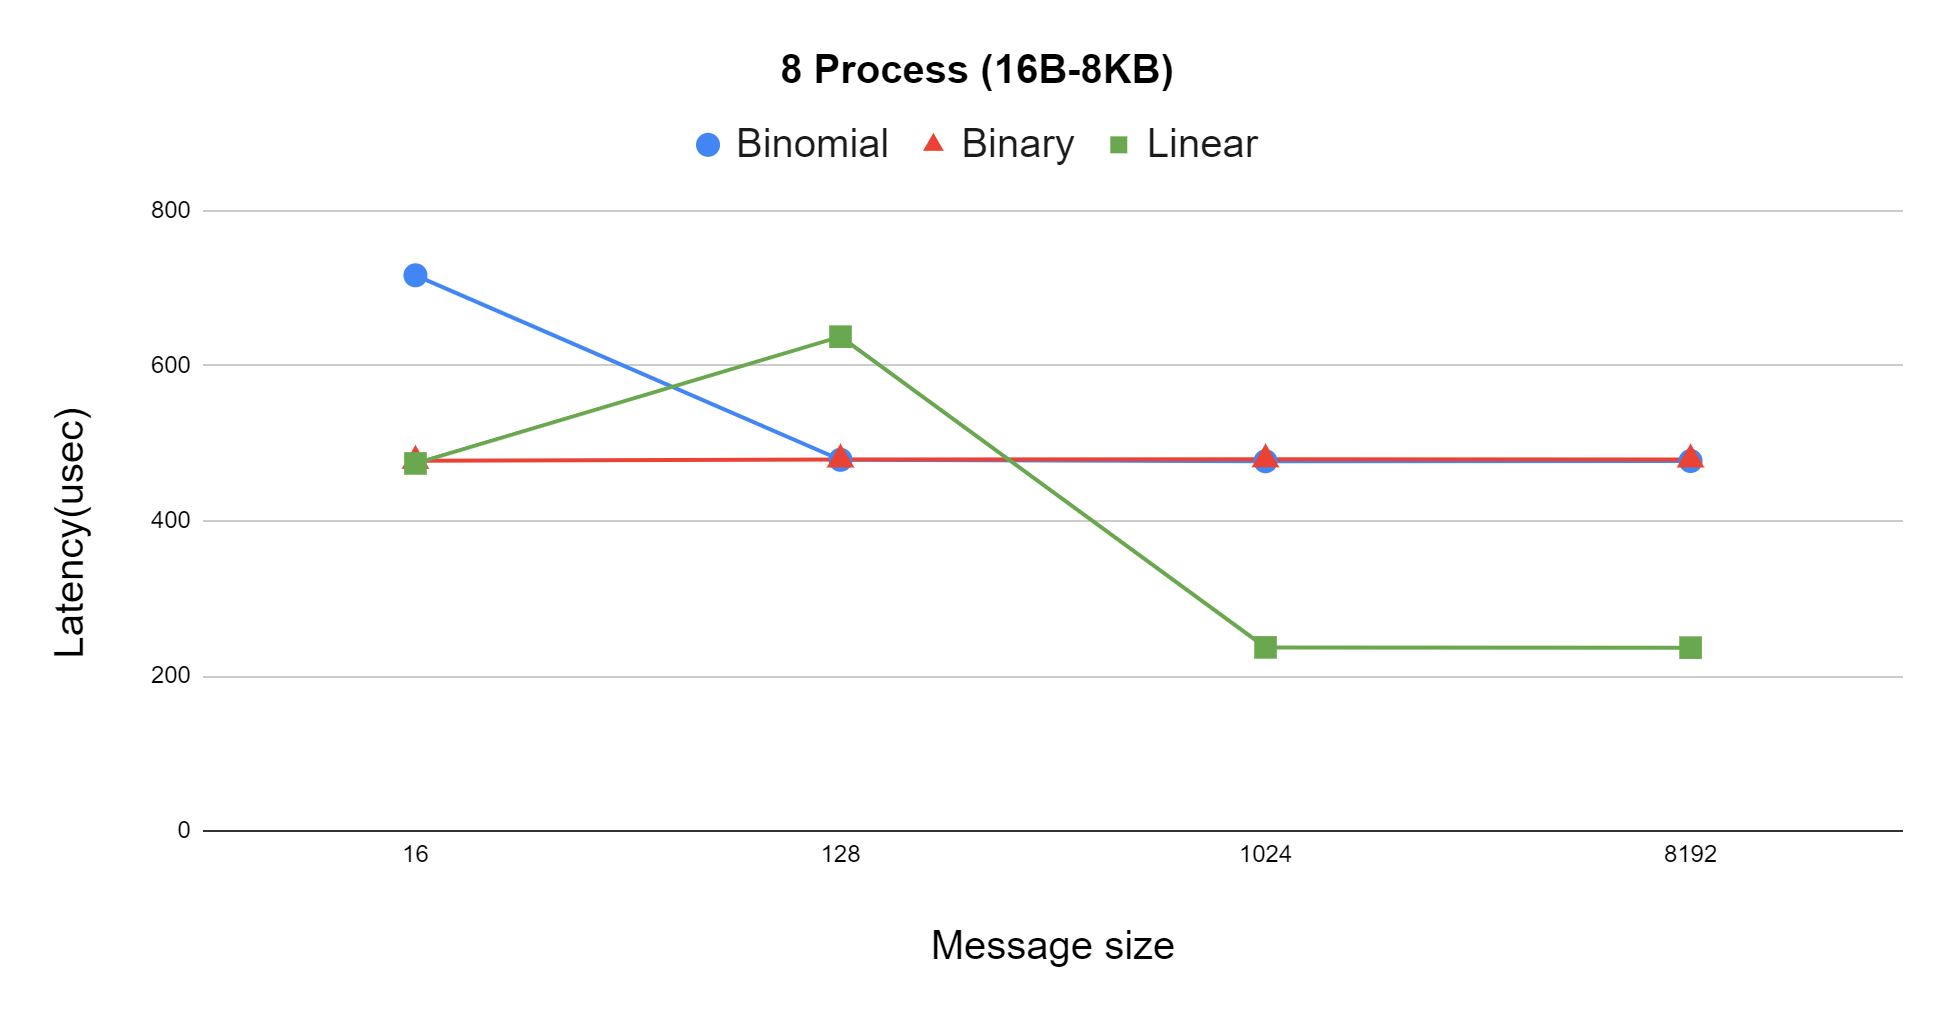 8 Process (16B-8KB)
Binomial Binary Linear
800
600
400
200
0
Latency(usec)
16 128 1024 8192
Message size